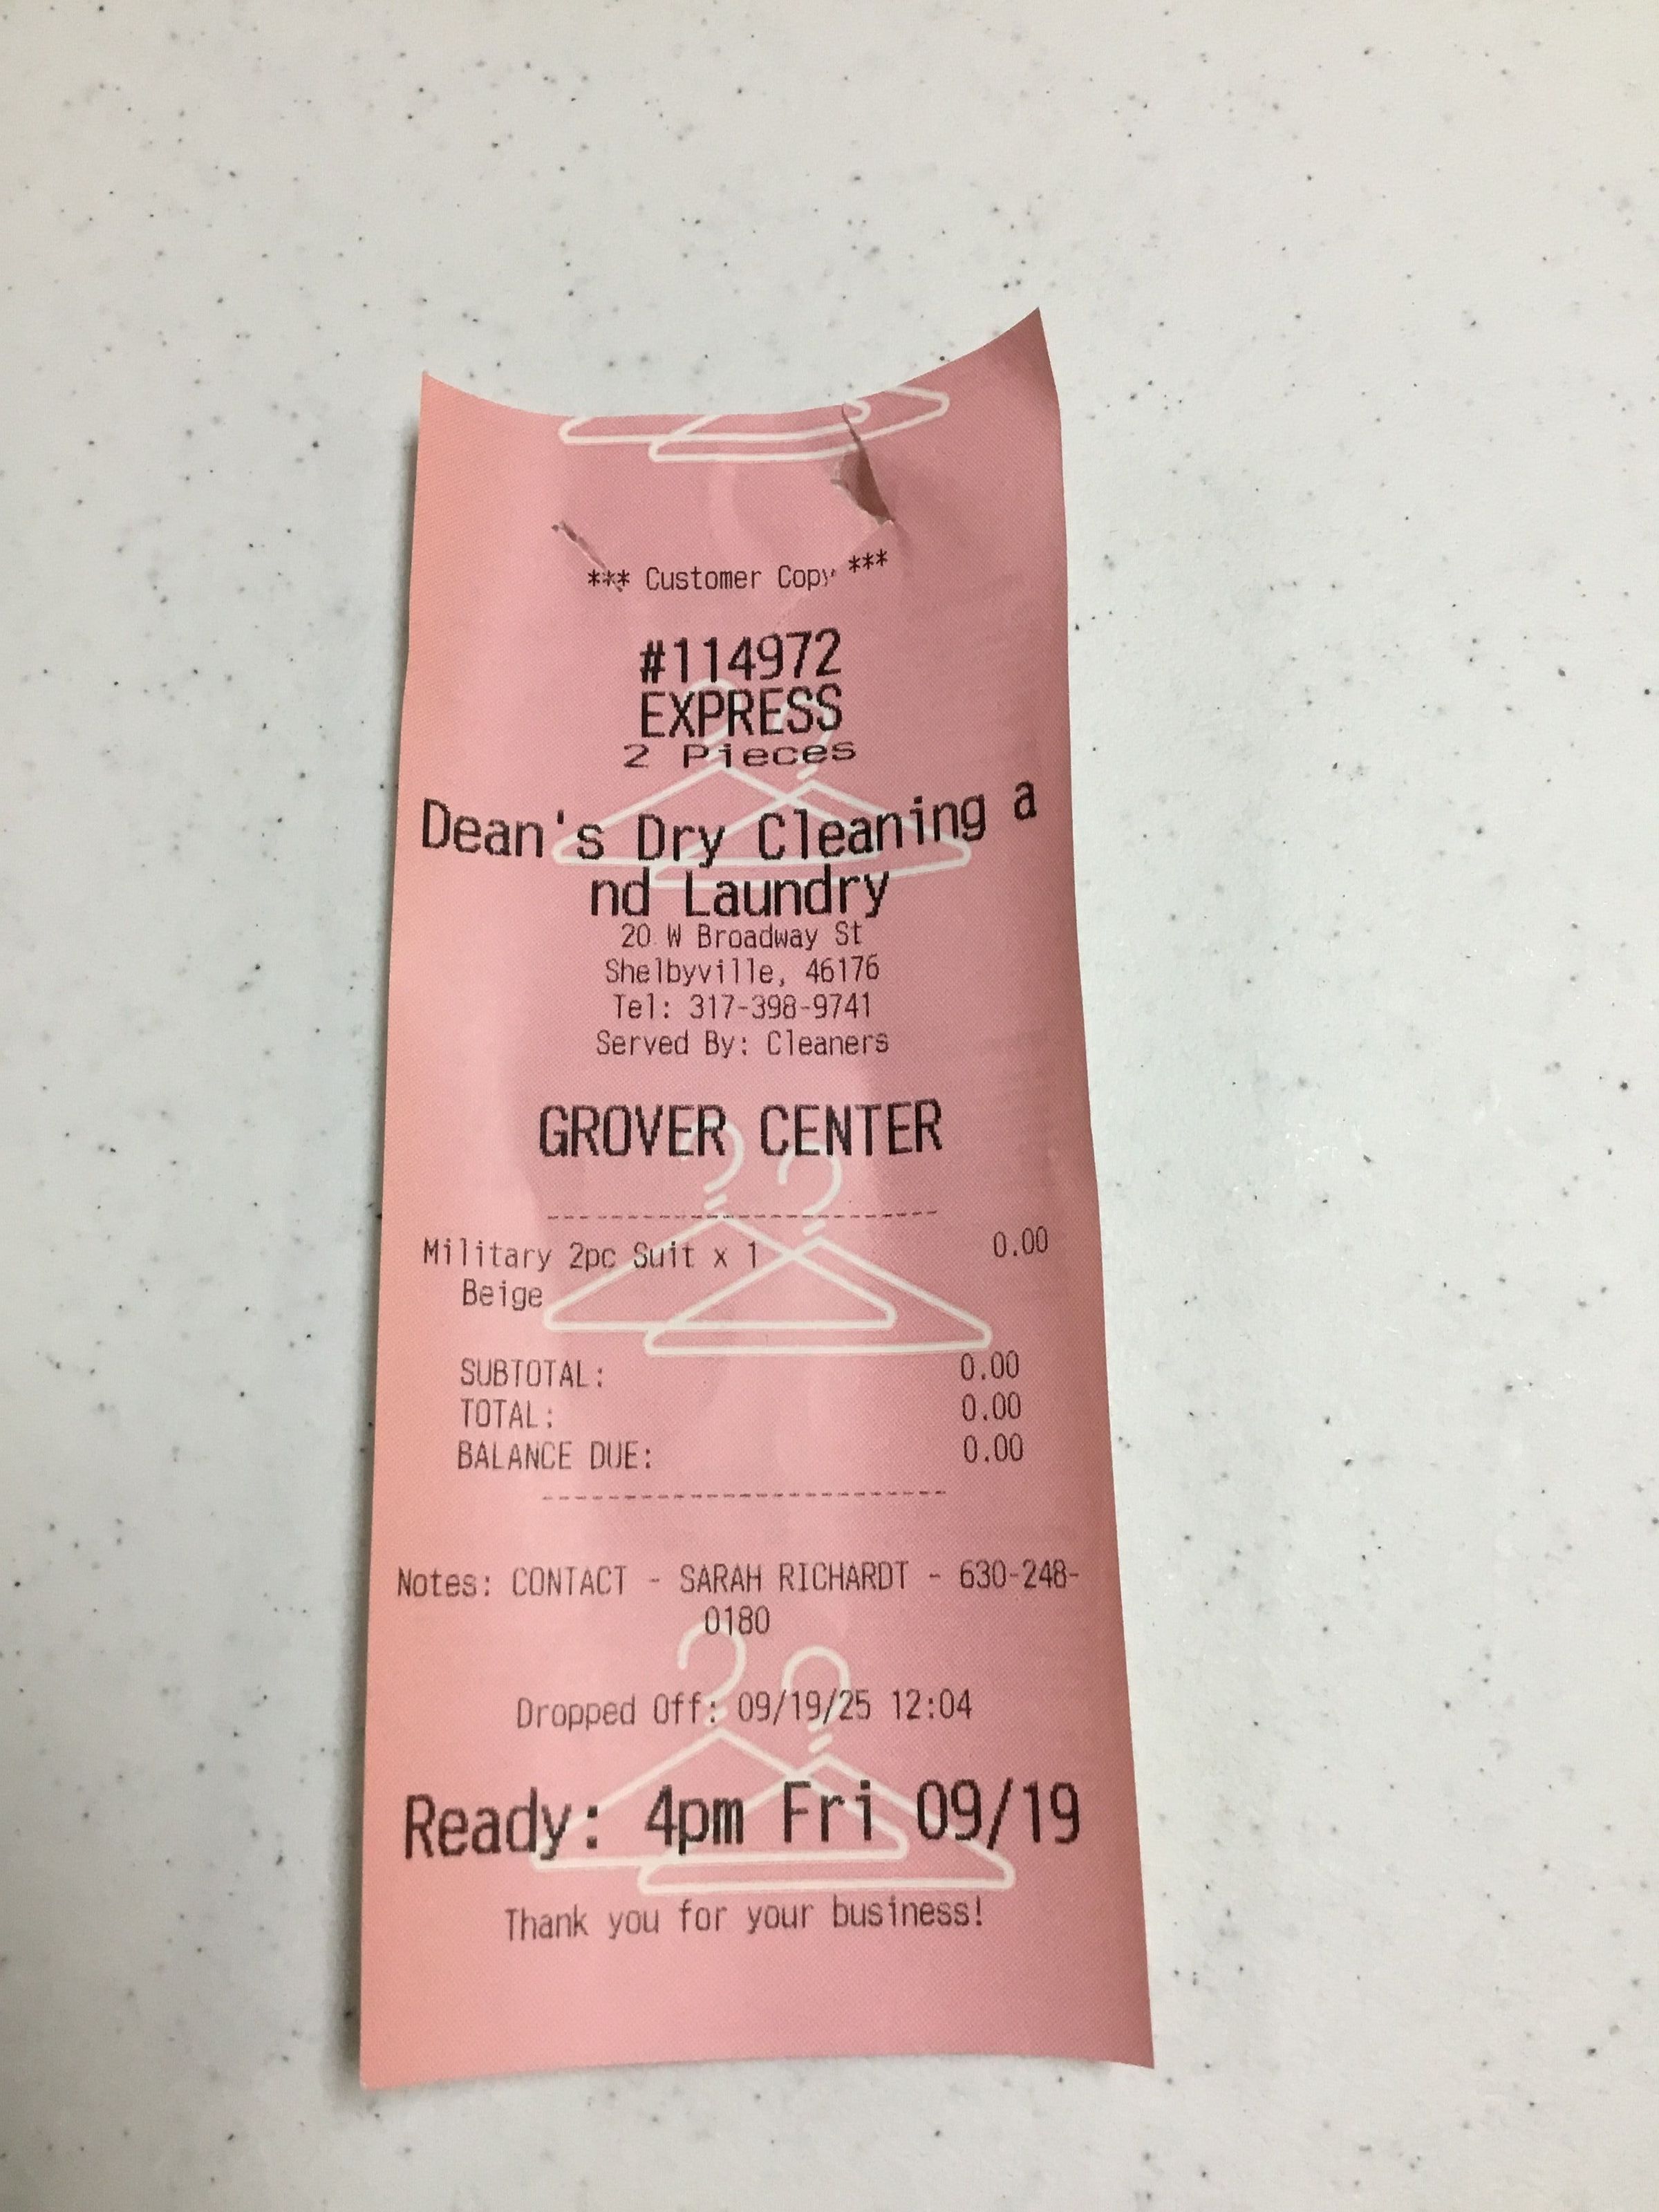 *** Customer Copy ***
#114972
EXPRESS
2 Pieces
Dean's Dry Cleaning a
nd Laundry
20 W Broadway St
Shelbyville, 46176
Tel: 317-398-9741
Served By: Cleaners
GROVER CENTER
------------------------
Military 2pc Suit x 1 0.00
Beige
SUBTOTAL: 0.00
TOTAL: 0.00
BALANCE DUE: 0.00
------------------------
Notes: CONTACT - SARAH RICHARDT - 630-248-
0180
Dropped Off: 09/19/25 12:04
Ready: 4pm Fri 09/19
Thank you for your business!